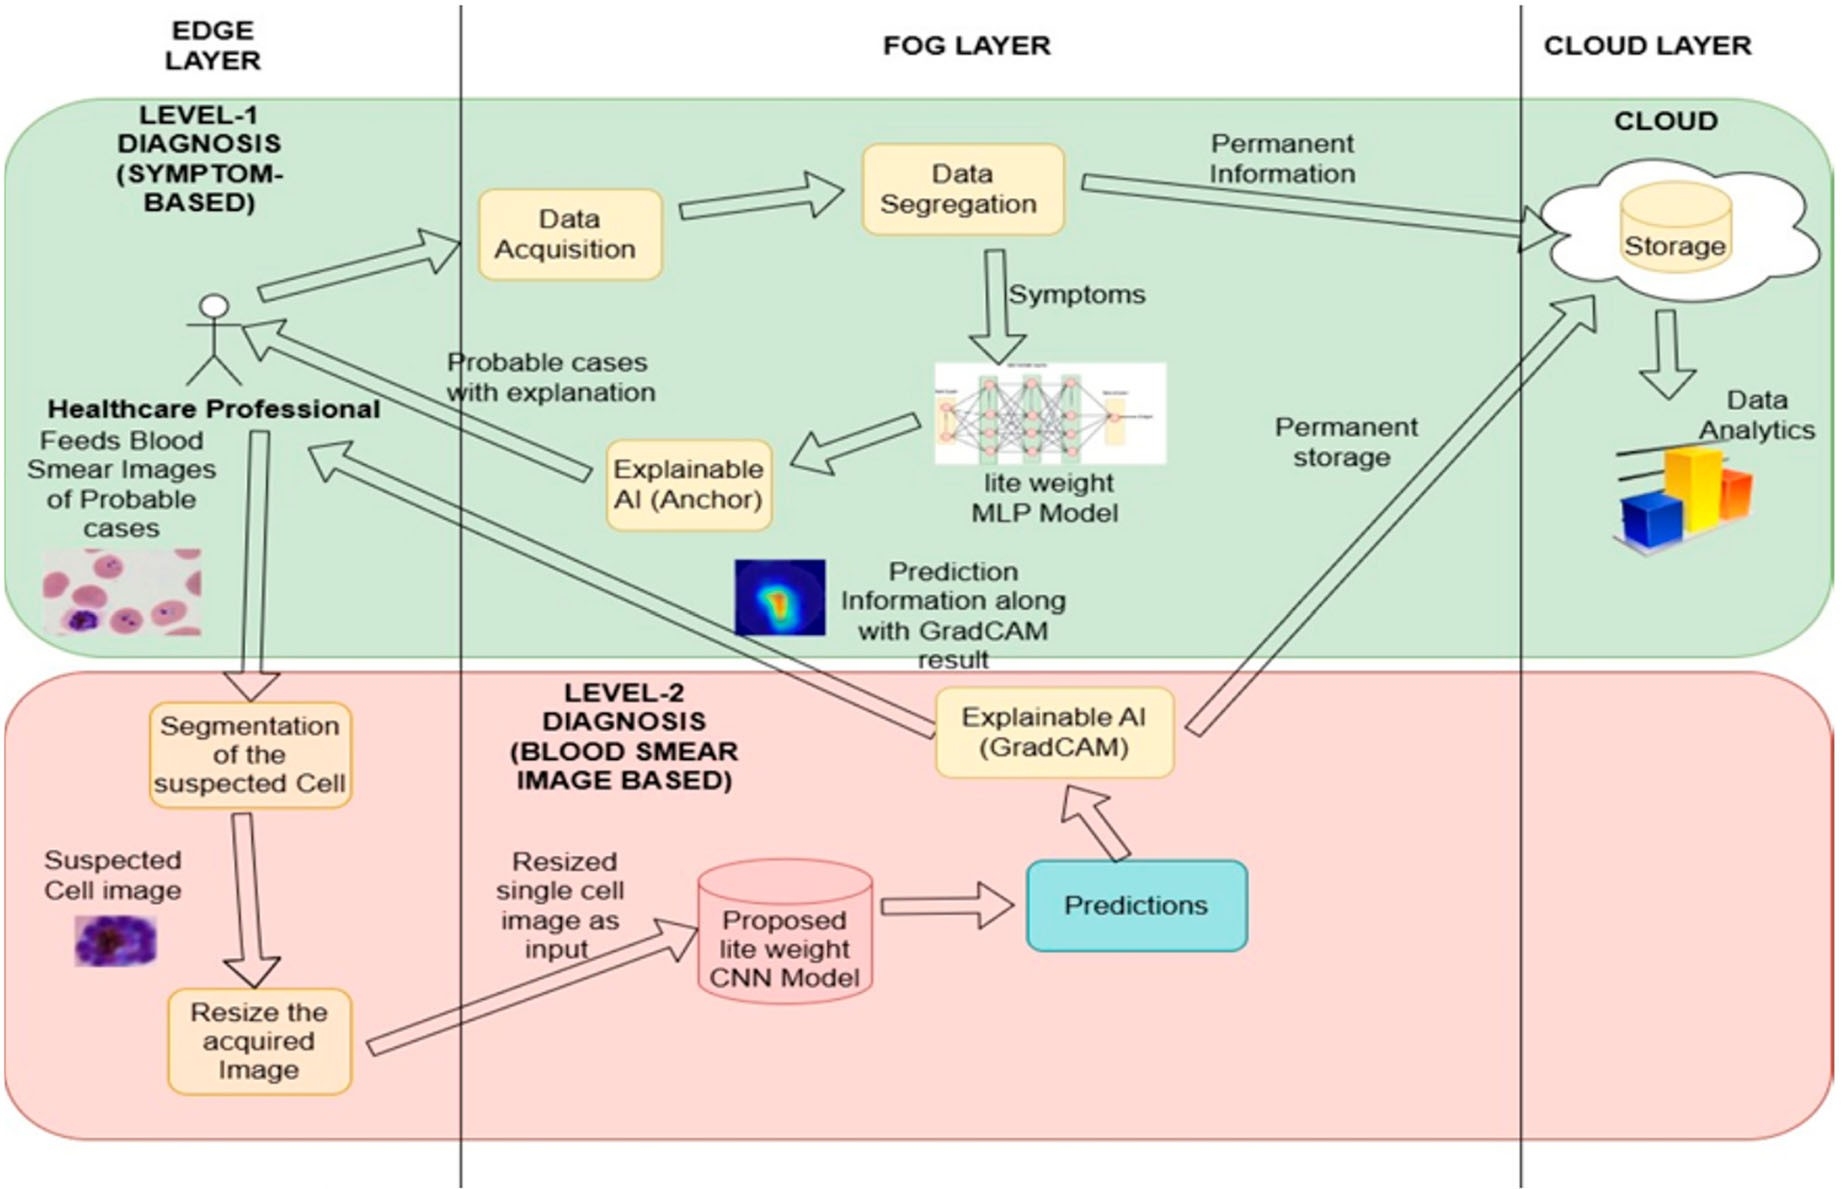 EDGE
LAYER
FOG LAYER
CLOUD LAYER
LEVEL-1
DIAGNOSIS
(SYMPTOM-
BASED)
Data
Acquisition
Data
Segregation
Permanent
Information
CLOUD
Storage
Symptoms
Probable cases
with explanation
Healthcare Professional
Feeds Blood
Smear Images
of Probable
cases
Explainable
AI (Anchor)
lite weight
MLP Model
Permanent
storage
Data
Analytics
Prediction
Information along
with GradCAM
result
LEVEL-2
DIAGNOSIS
(BLOOD SMEAR
IMAGE BASED)
Segmentation
of the
suspected Cell
Explainable AI
(GradCAM)
Suspected
Cell image
Resized
single cell
image as
input
Proposed
lite weight
CNN Model
Predictions
Resize the
acquired
Image